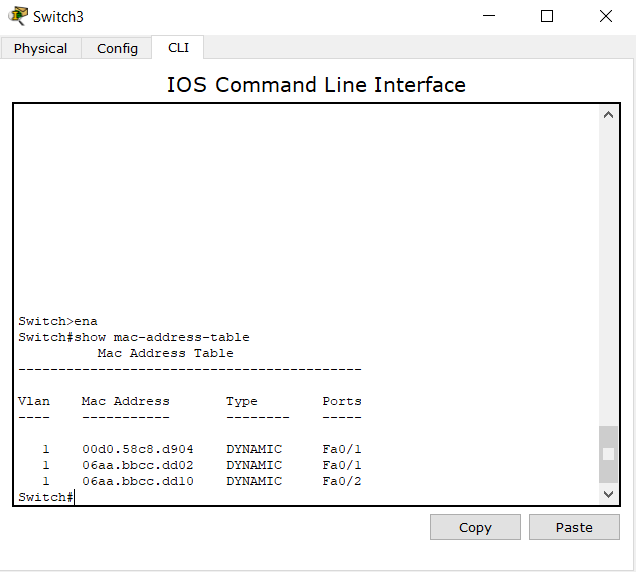 Switch3
Physical Config CLI
IOS Command Line Interface
Switch>ena
Switch#show mac-address-table
          Mac Address Table
-------------------------------------------
Vlan    Mac Address       Type        Ports
----    -----------       --------    -----
   1    00d0.58c8.d904    DYNAMIC     Fa0/1
   1    06aa.bbcc.dd02    DYNAMIC     Fa0/1
   1    06aa.bbcc.dd10    DYNAMIC     Fa0/2
Switch#
Copy Paste